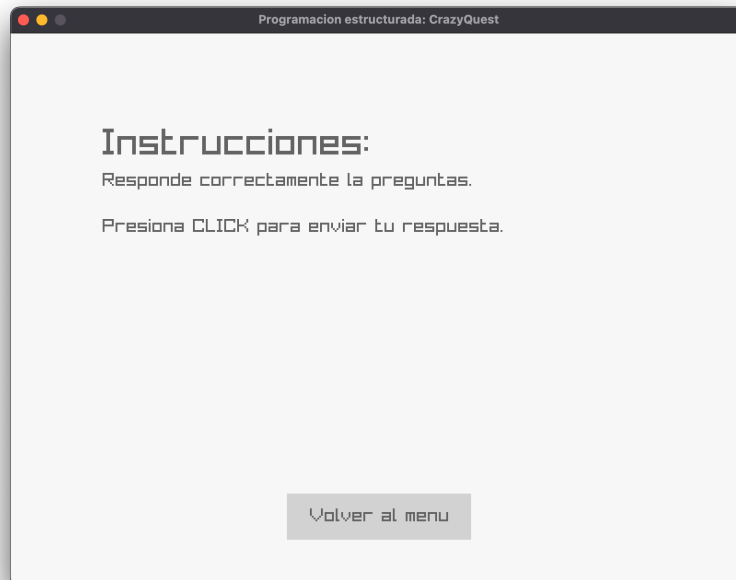 Programacion estructurada: CrazyQuest
Instrucciones:
Responde correctamente la preguntas.
Presiona CLICK para enviar tu respuesta.
Volver al menu